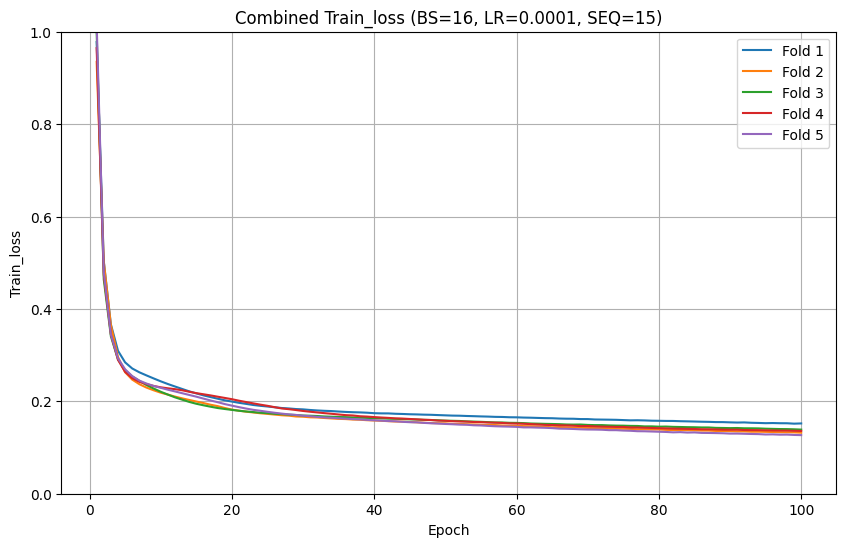 Combined Train_loss (BS=16, LR=0.0001, SEQ=15)
1.0
0.8
0.6
0.4
0.2
0.0
Train_loss
0 20 40 60 80 100
Epoch
Fold 1
Fold 2
Fold 3
Fold 4
Fold 5